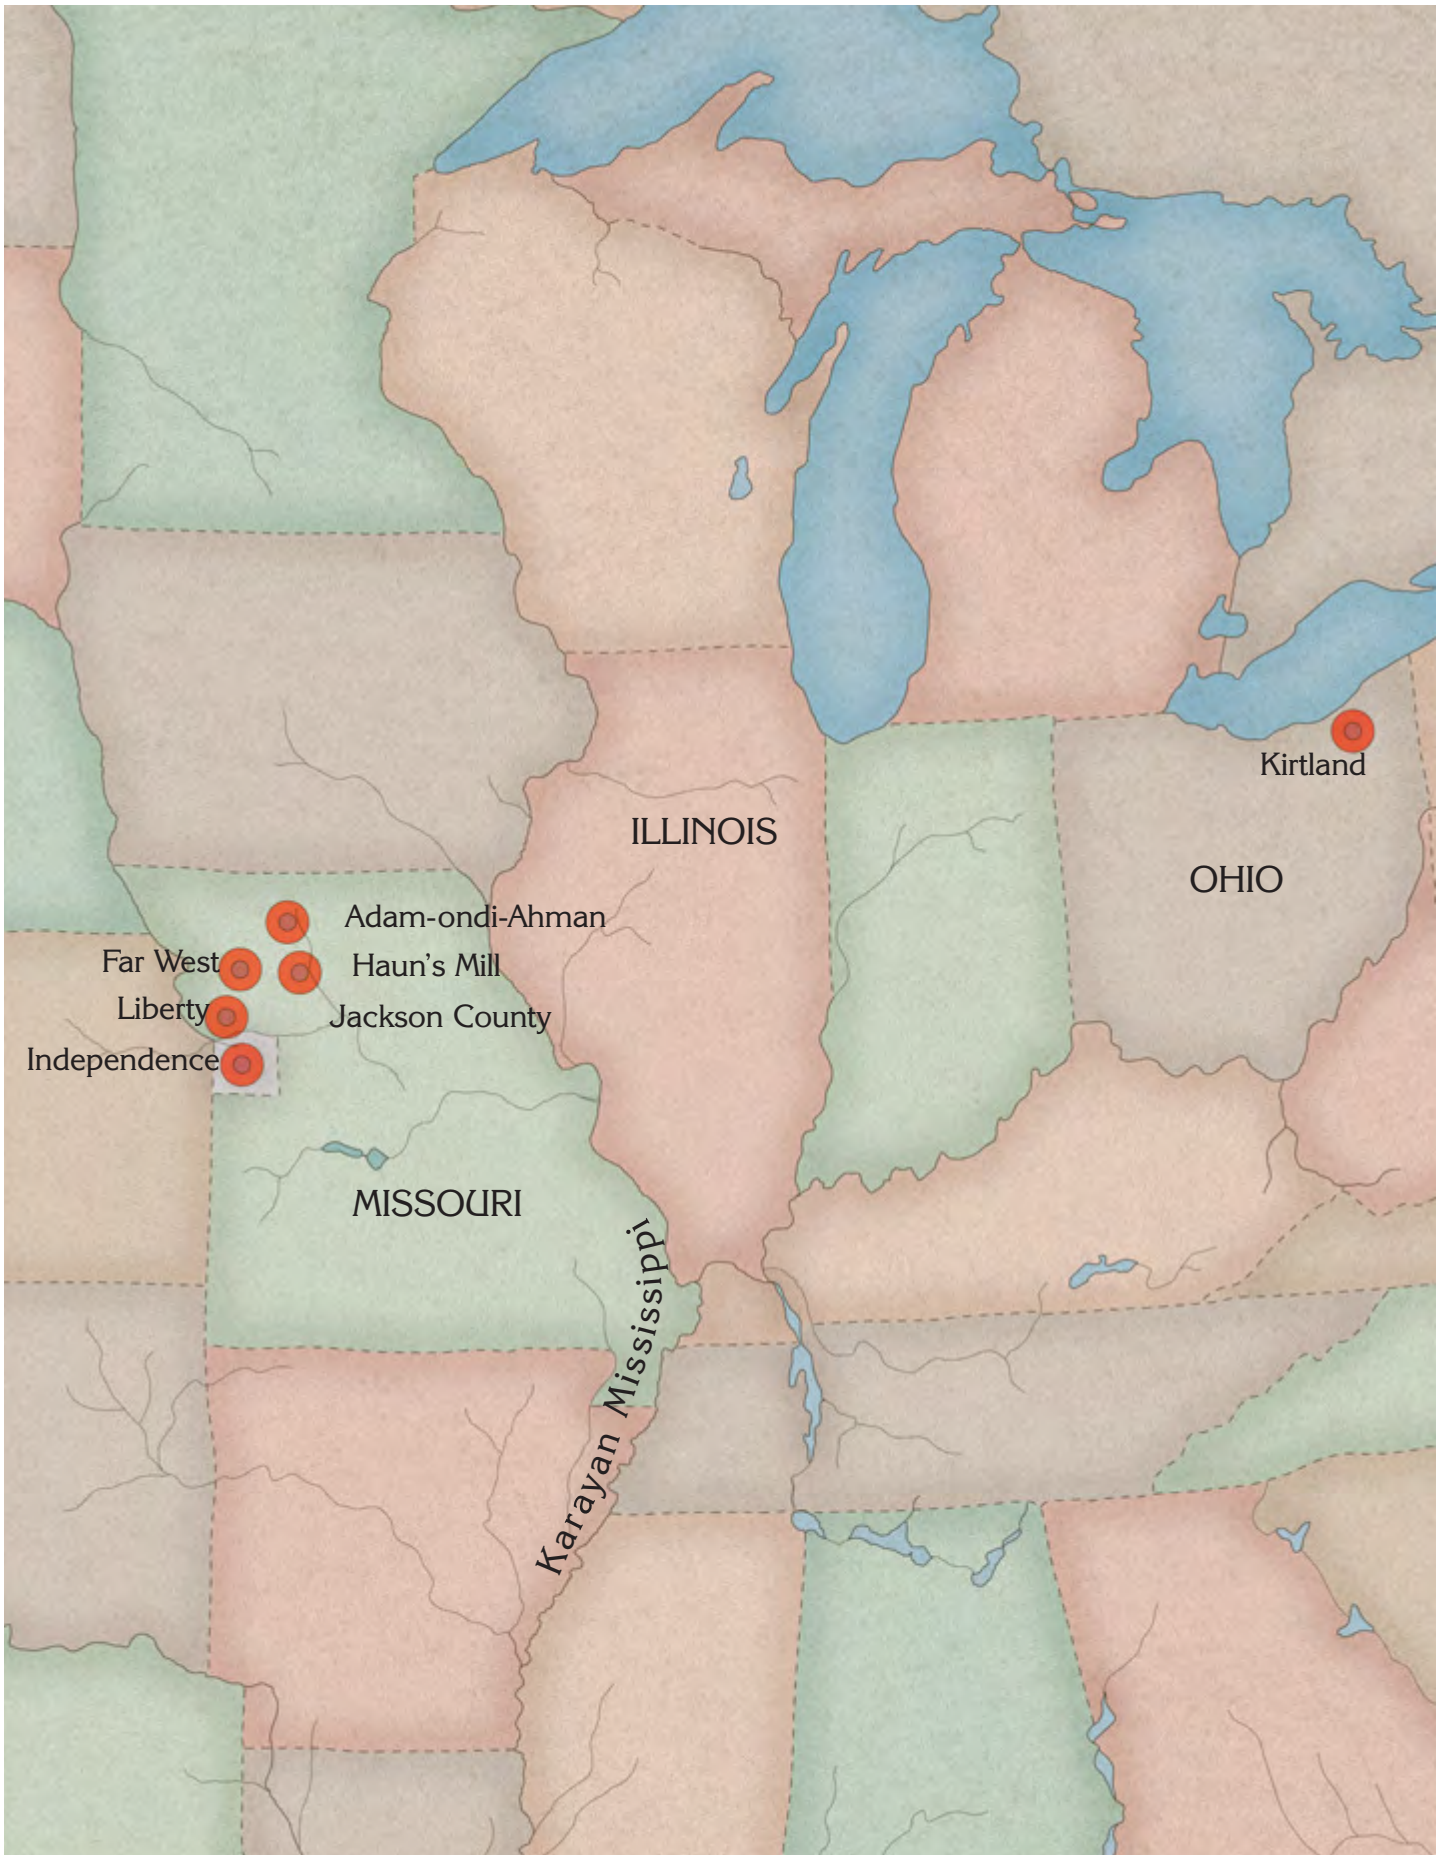 Kirtland
ILLINOIS
OHIO
Adam-ondi-Ahman
Far West
Haun's Mill
Liberty
Jackson County
Independence
MISSOURI
Karayan Mississippi